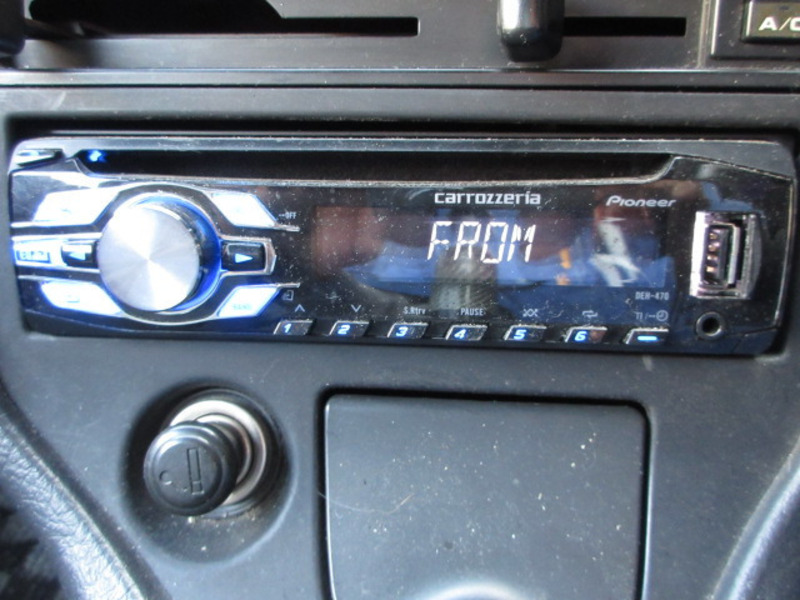 A/C
carrozzeria
Pioneer
--OFF
FROM
DEH-470
S.Rtrv
PAUSE
1 2 3 4 5 6